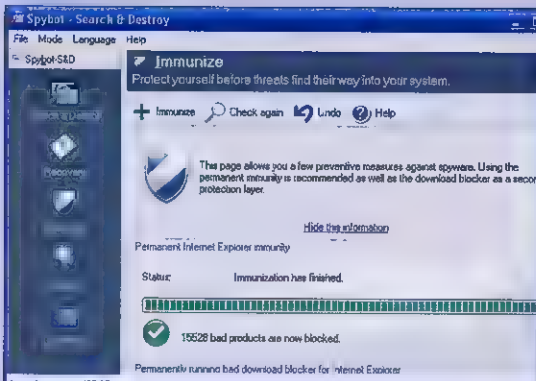 Spybot - Search & Destroy
File Mode Language Help
Spybot-S&D
Immunize
Protect yourself before threats find their way into your system.
Immunize Check again Undo Help
This page allows you a few preventive measures against spyware. Using the
permanent immunity is recommended as well as the download blocker as a secon
protection layer.
Hide this information
Recovery
Permanent Internet Explorer immunity
Status: Immunization has finished.
15528 bad products are now blocked.
Permanently running bad download blocker for Internet Explorer